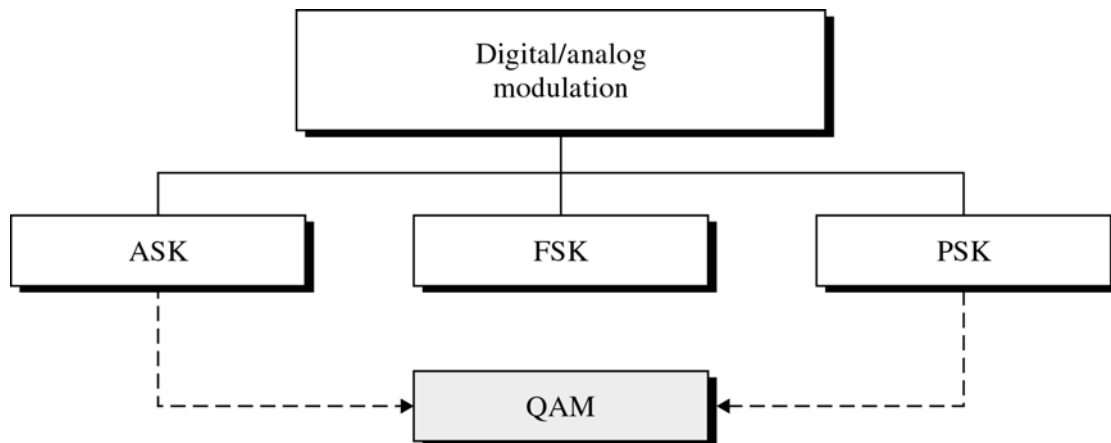 Digital/analog
modulation
ASK
FSK
PSK
QAM